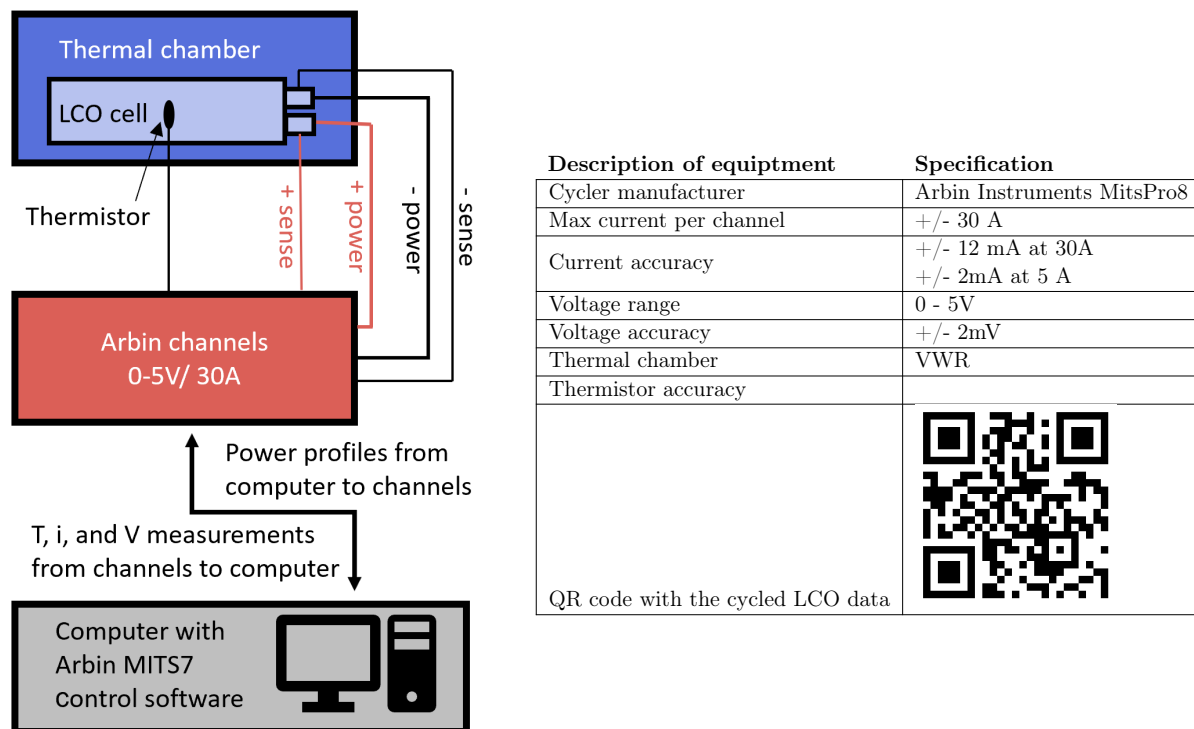 Thermal chamber
LCO cell
Thermistor
+ sense
+ power
- power
- sense
Arbin channels
0-5V/ 30A
Power profiles from
computer to channels
T, i, and V measurements
from channels to computer
Computer with
Arbin MITS7
control software
Description of equiptment Specification
Cycler manufacturer Arbin Instruments MitsPro8
Max current per channel +/- 30 A
Current accuracy +/- 12 mA at 30A
+/- 2mA at 5 A
Voltage range 0 - 5V
Voltage accuracy +/- 2mV
Thermal chamber VWR
Thermistor accuracy
QR code with the cycled LCO data